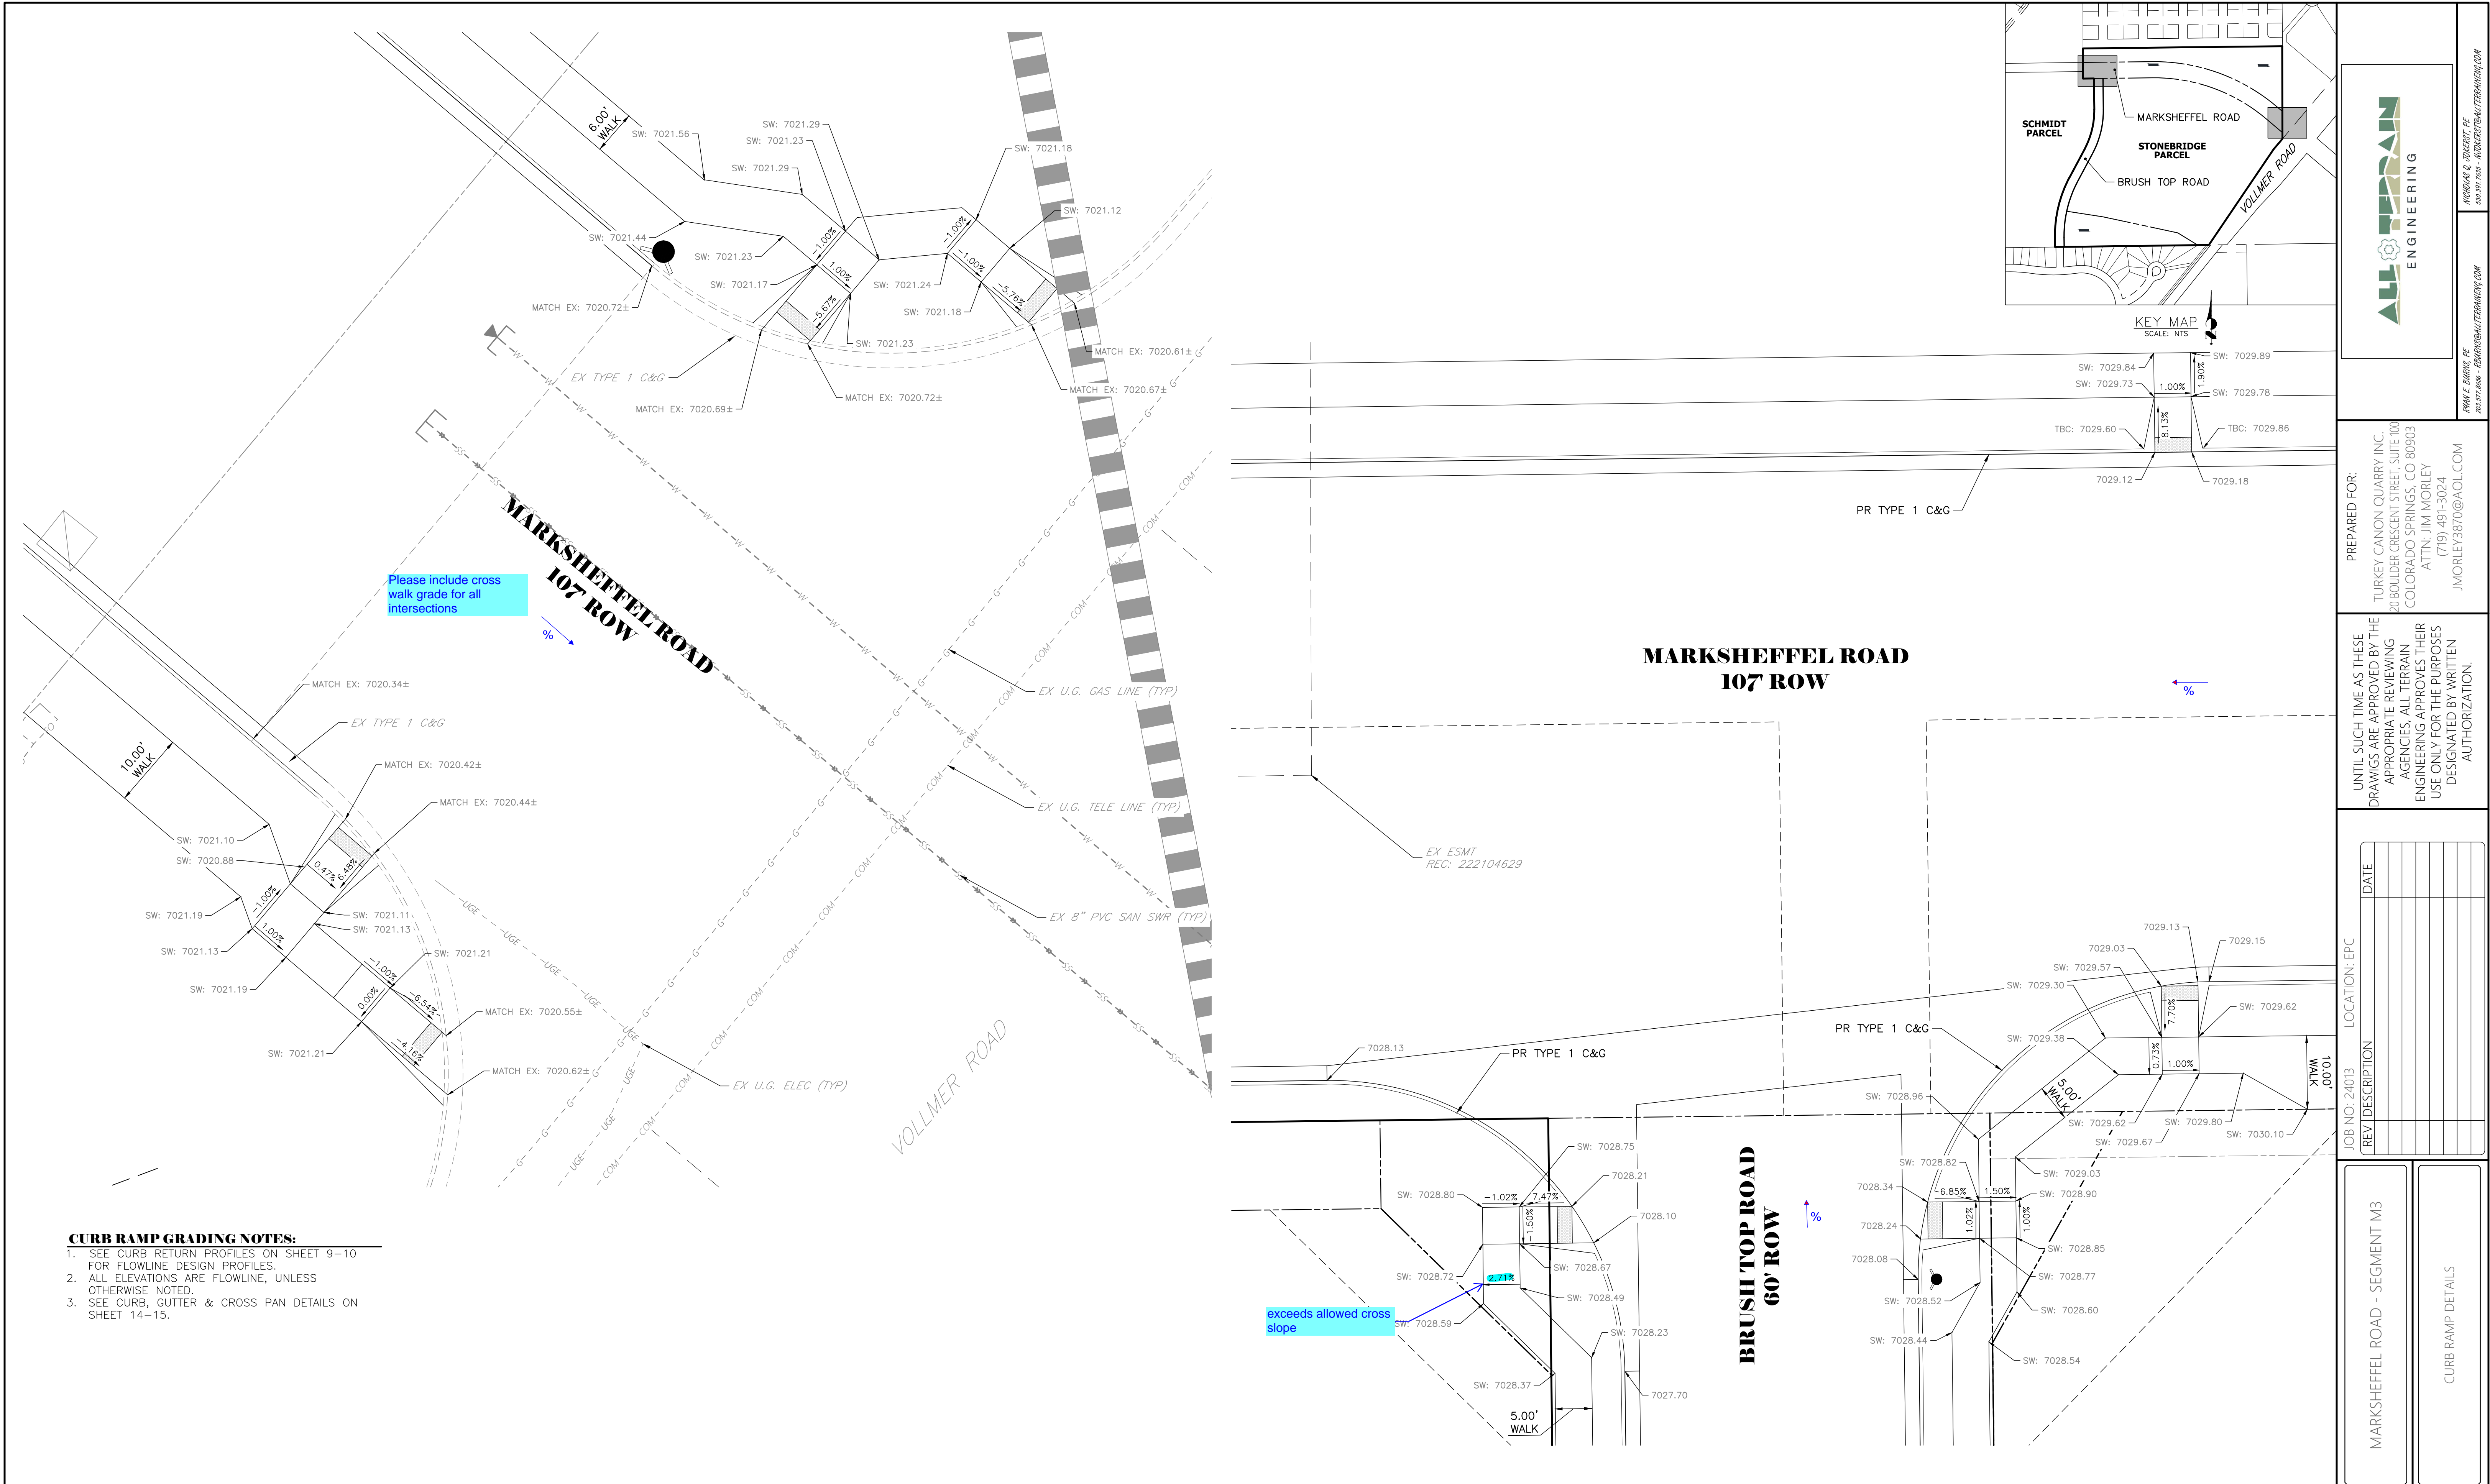 6.00'
WALK
SW: 7021.56
SW: 7021.29
SW: 7021.23
SW: 7021.29
SW: 7021.18
SW: 7021.12
SW: 7021.44
SW: 7021.23
SW: 7021.17
SW: 7021.24
SW: 7021.18
SW: 7021.23
-1.00%
1.00%
-5.67%
-1.00%
-1.00%
-5.76%
MATCH EX: 7020.72±
EX TYPE 1 C&G
MATCH EX: 7020.69±
MATCH EX: 7020.72±
MATCH EX: 7020.61±
MATCH EX: 7020.67±
MARKSHEFFEL ROAD
107' ROW
Please include cross
walk grade for all
intersections
%
MATCH EX: 7020.34±
EX TYPE 1 C&G
10.00'
WALK
MATCH EX: 7020.42±
MATCH EX: 7020.44±
SW: 7021.10
SW: 7020.88
0.47%
6.48%
-1.00%
1.00%
SW: 7021.19
SW: 7021.11
SW: 7021.13
SW: 7021.13
SW: 7021.21
SW: 7021.19
-1.00%
-6.54%
0.00%
-4.16%
MATCH EX: 7020.55±
SW: 7021.21
MATCH EX: 7020.62±
EX U.G. GAS LINE (TYP)
EX U.G. TELE LINE (TYP)
EX 8" PVC SAN SWR (TYP)
EX U.G. ELEC (TYP)
VOLLMER ROAD
CURB RAMP GRADING NOTES:
1. SEE CURB RETURN PROFILES ON SHEET 9-10
FOR FLOWLINE DESIGN PROFILES.
2. ALL ELEVATIONS ARE FLOWLINE, UNLESS
OTHERWISE NOTED.
3. SEE CURB, GUTTER & CROSS PAN DETAILS ON
SHEET 14-15.
SCHMIDT
PARCEL
MARKSHEFFEL ROAD
STONEBRIDGE
PARCEL
BRUSH TOP ROAD
VOLLMER ROAD
KEY MAP
SCALE: NTS
SW: 7029.84
SW: 7029.89
SW: 7029.73
SW: 7029.78
1.00%
1.90%
8.13%
TBC: 7029.60
TBC: 7029.86
7029.12
7029.18
PR TYPE 1 C&G
MARKSHEFFEL ROAD
107' ROW
%
EX ESMT
REC: 222104629
7029.13
7029.15
7029.03
SW: 7029.57
SW: 7029.30
SW: 7029.62
7.70%
SW: 7029.38
PR TYPE 1 C&G
0.73%
1.00%
10.00'
WALK
5.00'
WALK
SW: 7029.62
SW: 7029.67
SW: 7029.80
SW: 7030.10
7028.13
PR TYPE 1 C&G
SW: 7028.75
7028.21
SW: 7028.80
-1.02%
7.47%
-1.50%
7028.10
SW: 7028.67
SW: 7028.72
2.71%
SW: 7028.49
exceeds allowed cross
slope
SW: 7028.59
SW: 7028.23
SW: 7028.37
7027.70
5.00'
WALK
BRUSH TOP ROAD
60' ROW
%
SW: 7028.96
SW: 7028.82
SW: 7029.03
7028.34
6.85%
1.50%
SW: 7028.90
7028.24
1.02%
1.00%
SW: 7028.85
7028.08
SW: 7028.77
SW: 7028.52
SW: 7028.60
SW: 7028.44
SW: 7028.54
ALL TERRAIN
ENGINEERING
NICHOLAS Q. JOKERST, PE
RYAN E. BURNS, PE
PREPARED FOR:
TURKEY CANON QUARRY INC.
20 BOULDER CRESCENT STREET, SUITE 100
COLORADO SPRINGS, CO 80903
ATTN: JIM MORLEY
(719) 491-3024
JMORLEY3870@AOL.COM
UNTIL SUCH TIME AS THESE
DRAWIGS ARE APPROVED BY THE
APPROPRIATE REVIEWING
AGENCIES, ALL TERRAIN
ENGINEERING APPROVES THEIR
USE ONLY FOR THE PURPOSES
DESIGNATED BY WRITTEN
AUTHORIZATION.
JOB NO: 24013 LOCATION: EPC
REV DESCRIPTION DATE
MARKSHEFFEL ROAD - SEGMENT M3
CURB RAMP DETAILS